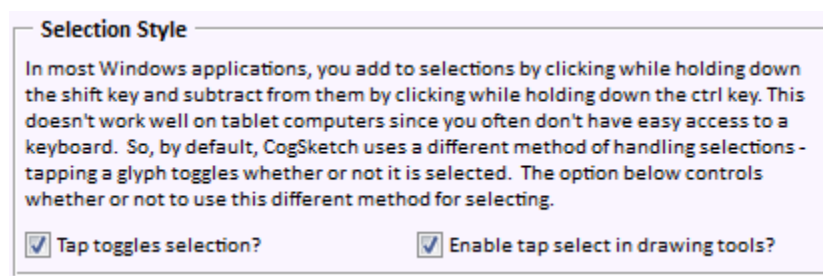 Selection Style
In most Windows applications, you add to selections by clicking while holding down
the shift key and subtract from them by clicking while holding down the ctrl key. This
doesn't work well on tablet computers since you often don't have easy access to a
keyboard.  So, by default, CogSketch uses a different method of handling selections -
tapping a glyph toggles whether or not it is selected.  The option below controls
whether or not to use this different method for selecting.
Tap toggles selection? Enable tap select in drawing tools?